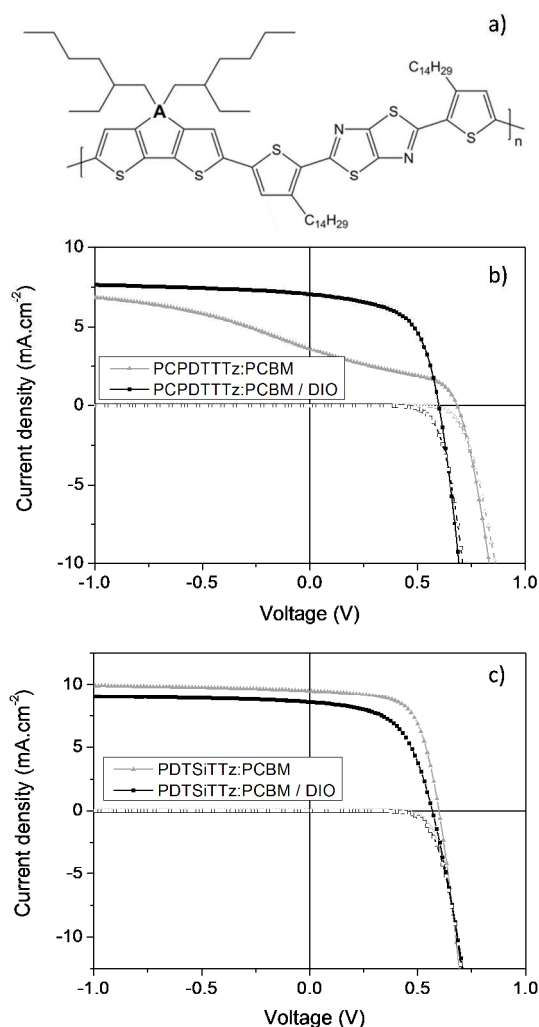 a)
C14H29
A
S
N
S
S
n
S
S
S
N
C14H29
10
b)
5
PCPDTTTz:PCBM
PCPDTTTz:PCBM / DIO
0
-5
-10
Current density (mA.cm-2)
-1.0 -0.5 0.0 0.5 1.0
Voltage (V)
c)
10
5
PDTSiTTz:PCBM
PDTSiTTz:PCBM / DIO
0
-5
-10
Current density (mA.cm-2)
-1.0 -0.5 0.0 0.5 1.0
Voltage (V)